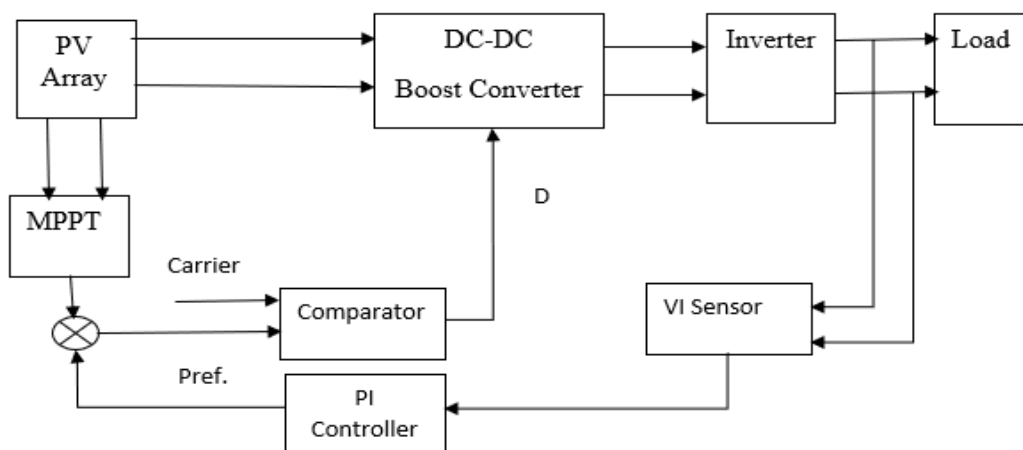 PV
Array
DC-DC
Boost Converter
Inverter
Load
MPPT
D
Carrier
Comparator
VI Sensor
Pref.
PI
Controller